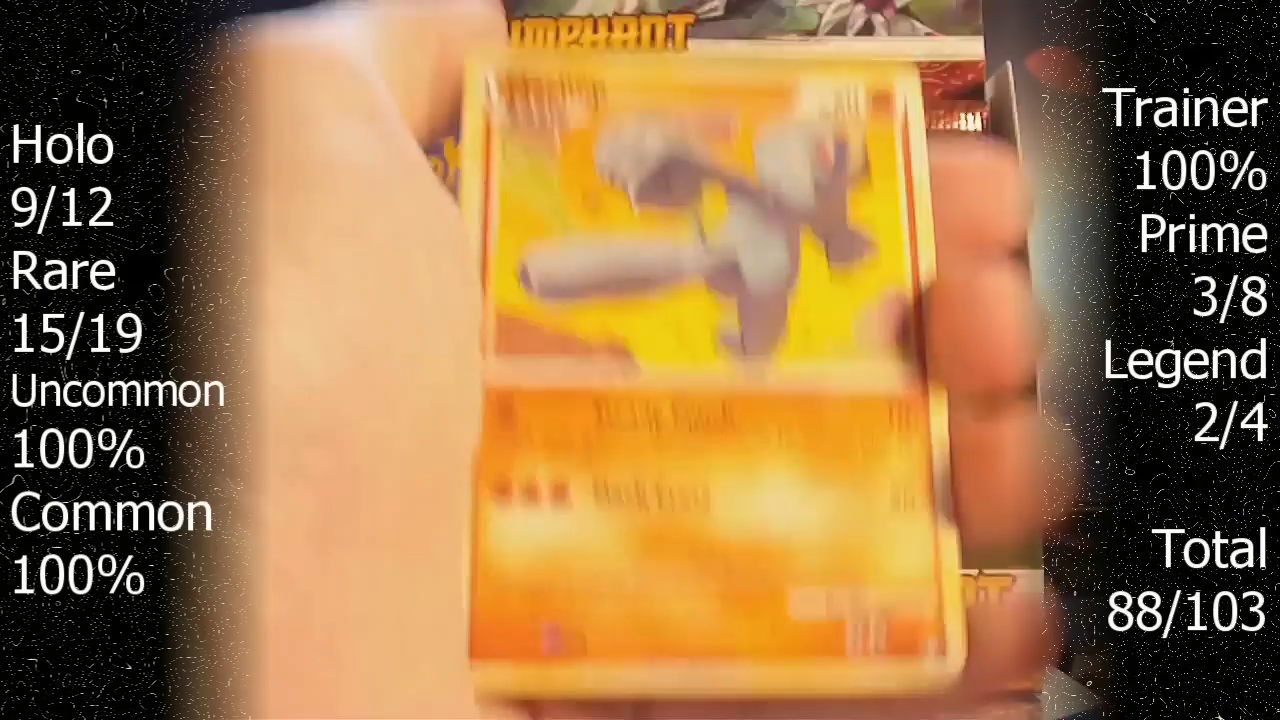 Holo
9/12
Rare
15/19
Uncommon
100%
Common
100%
UMPHANT
Trainer
100%
Prime
3/8
Legend
2/4
Total
88/103